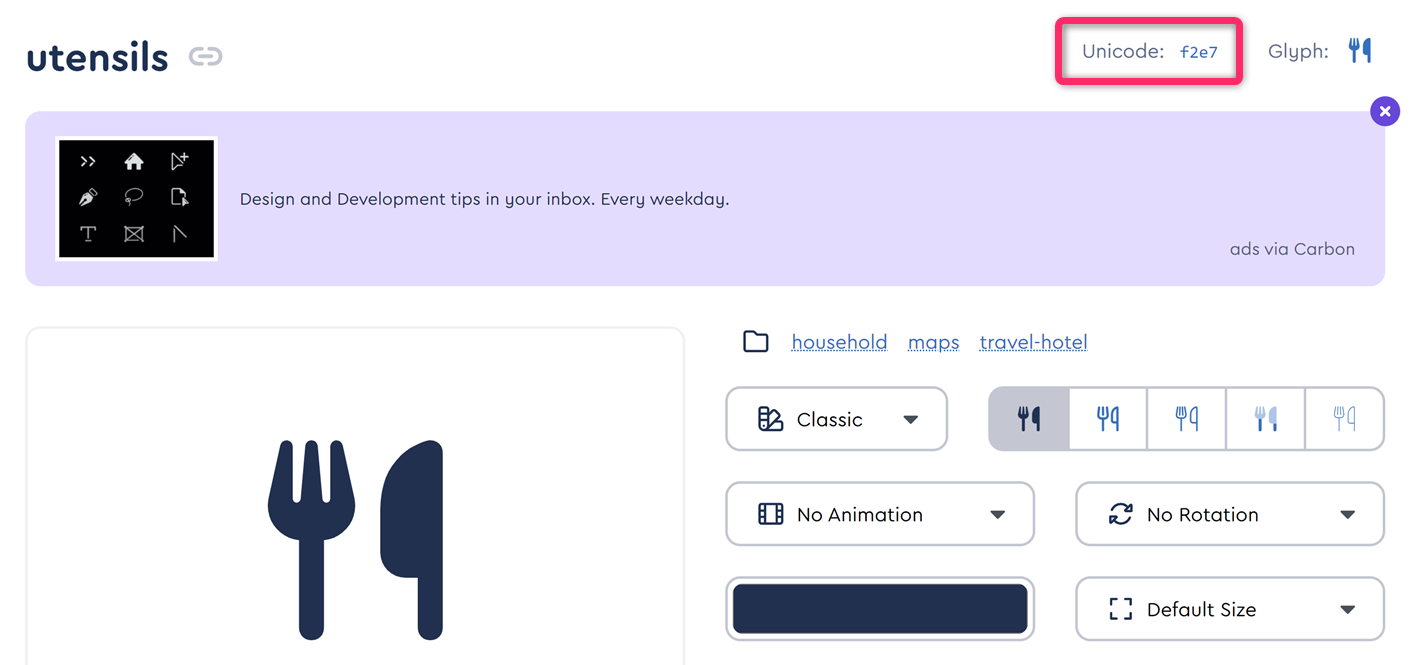 utensils
Unicode: f2e7 Glyph:
Design and Development tips in your inbox. Every weekday.
ads via Carbon
household maps travel-hotel
Classic
No Animation No Rotation
Default Size